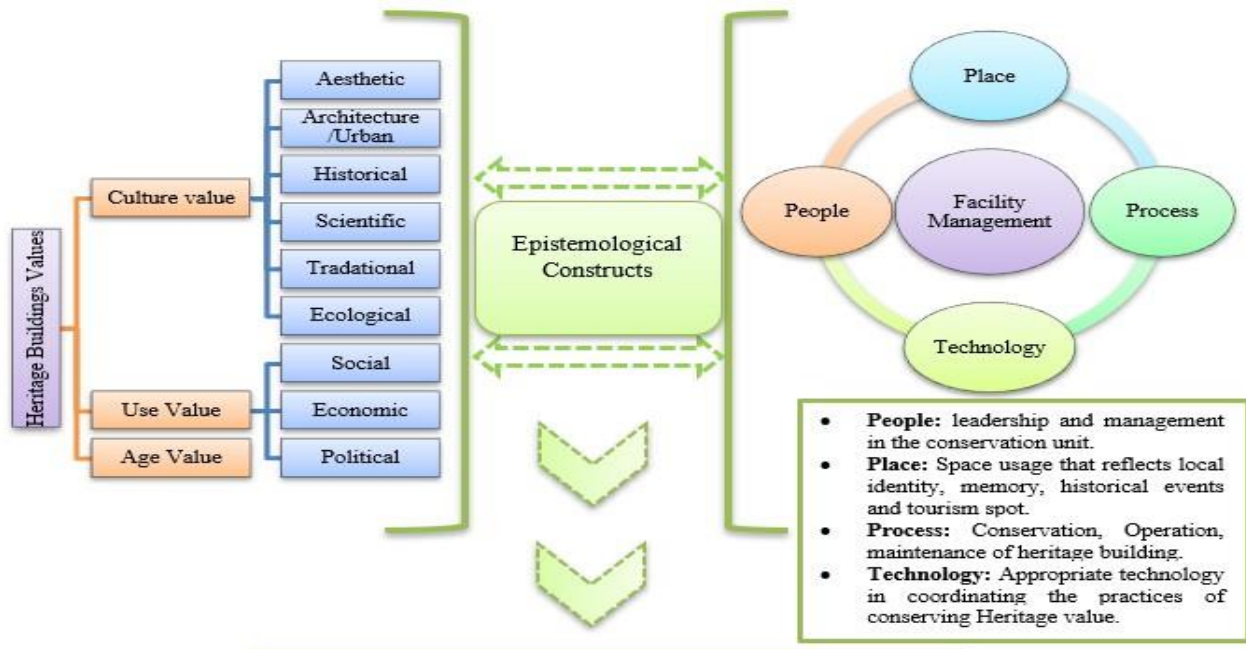 Heritage Buildings Values
Culture value
Use Value
Age Value
Aesthetic
Architecture
/Urban
Historical
Scientific
Tradational
Ecological
Social
Economic
Political
Epistemological
Constructs
Place
People
Facility
Management
Process
Technology
• People: leadership and management
in the conservation unit.
• Place: Space usage that reflects local
identity, memory, historical events
and tourism spot.
• Process: Conservation, Operation,
maintenance of heritage building.
• Technology: Appropriate technology
in coordinating the practices of
conserving Heritage value.